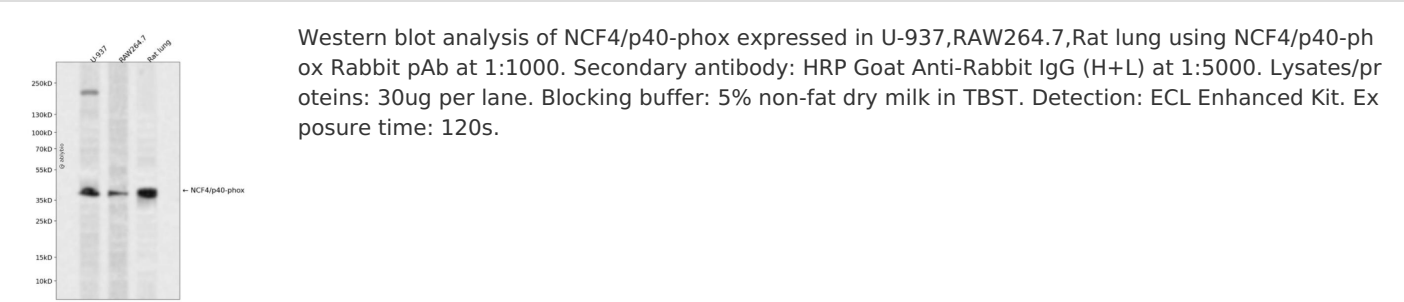 Western blot analysis of NCF4/p40-phox expressed in U-937,RAW264.7,Rat lung using NCF4/p40-ph
ox Rabbit pAb at 1:1000. Secondary antibody: HRP Goat Anti-Rabbit IgG (H+L) at 1:5000. Lysates/pr
oteins: 30ug per lane. Blocking buffer: 5% non-fat dry milk in TBST. Detection: ECL Enhanced Kit. Ex
posure time: 120s.
U-937
RAW264.7
Rat lung
250kD
130kD
100kD
70kD
55kD
35kD
25kD
15kD
10kD
← NCF4/p40-phox